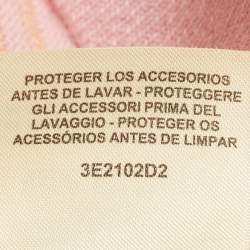 PROTEGER LOS ACCESORIOS
ANTES DE LAVAR - PROTEGGERE
GLI ACCESSORI PRIMA DEL
LAVAGGIO - PROTEGER OS
ACESSÓRIOS ANTES DE LIMPAR
3E2102D2